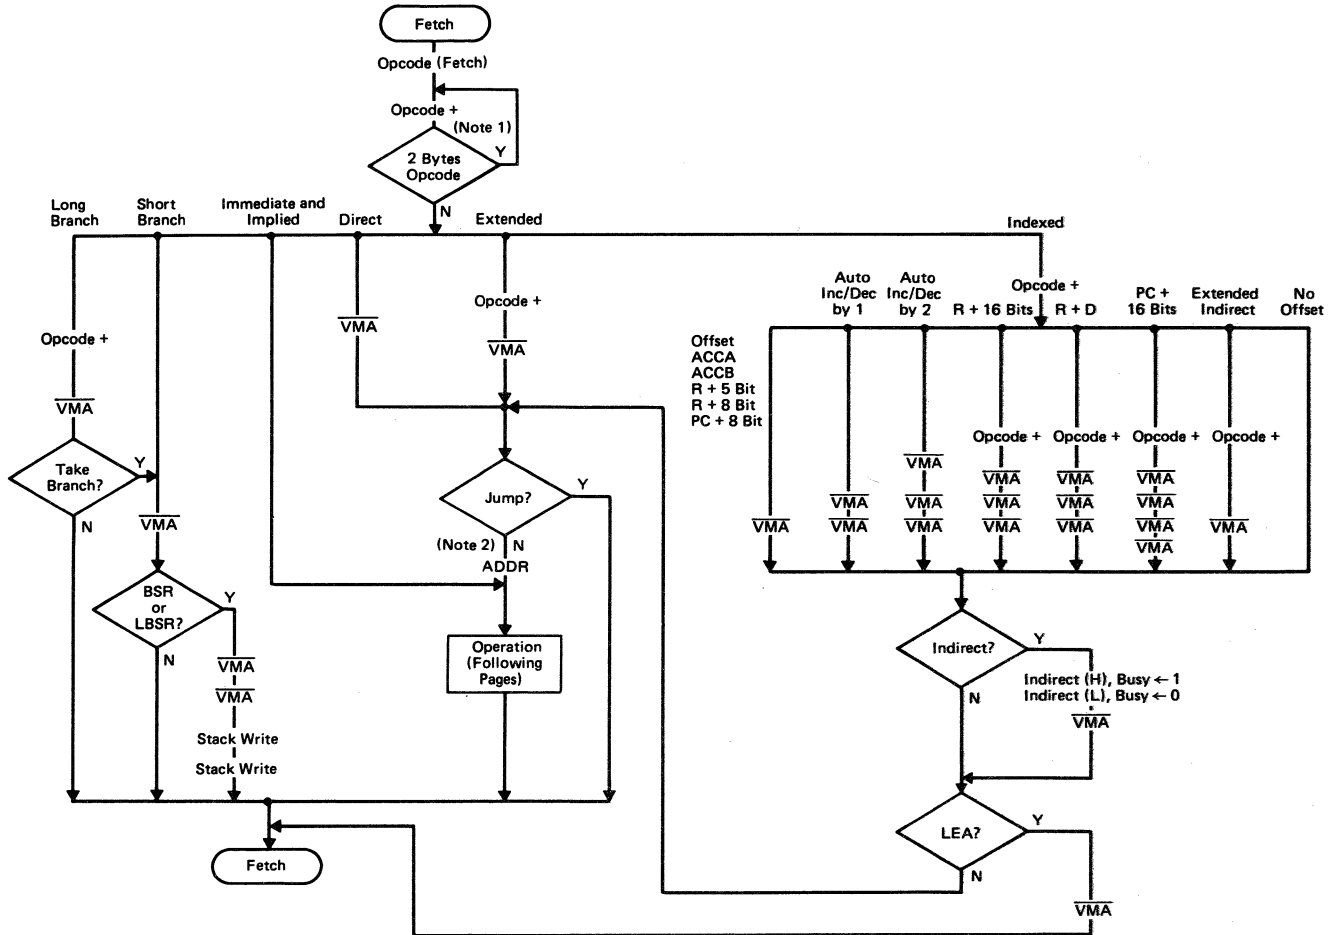 Fetch
Opcode (Fetch)
Opcode +
(Note 1)
2 Bytes
Opcode
Y
N
Long
Branch
Short
Branch
Immediate and
Implied
Direct
Extended
Indexed
Opcode +
VMA
Take
Branch?
Y
N
VMA
BSR
or
LBSR?
Y
N
VMA
VMA
Stack Write
Stack Write
VMA
Opcode +
VMA
Jump?
Y
(Note 2) N
ADDR
Operation
(Following
Pages)
Fetch
Opcode +
Offset
ACCA
ACCB
R + 5 Bit
R + 8 Bit
PC + 8 Bit
VMA
Auto
Inc/Dec
by 1
VMA
VMA
Auto
Inc/Dec
by 2
VMA
VMA
VMA
R + 16 Bits
Opcode +
VMA
VMA
VMA
R + D
Opcode +
VMA
VMA
VMA
PC +
16 Bits
Opcode +
VMA
VMA
VMA
VMA
Extended
Indirect
Opcode +
VMA
No
Offset
Indirect?
Y
N
Indirect (H), Busy ← 1
Indirect (L), Busy ← 0
VMA
LEA?
Y
N
VMA